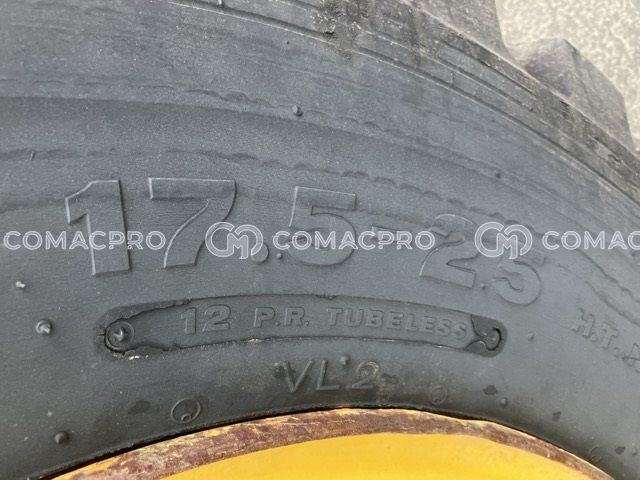 17.5-25
COMACPRO COMACPRO COMACPRO
12 P.R. TUBELESS
VL2
H.T.